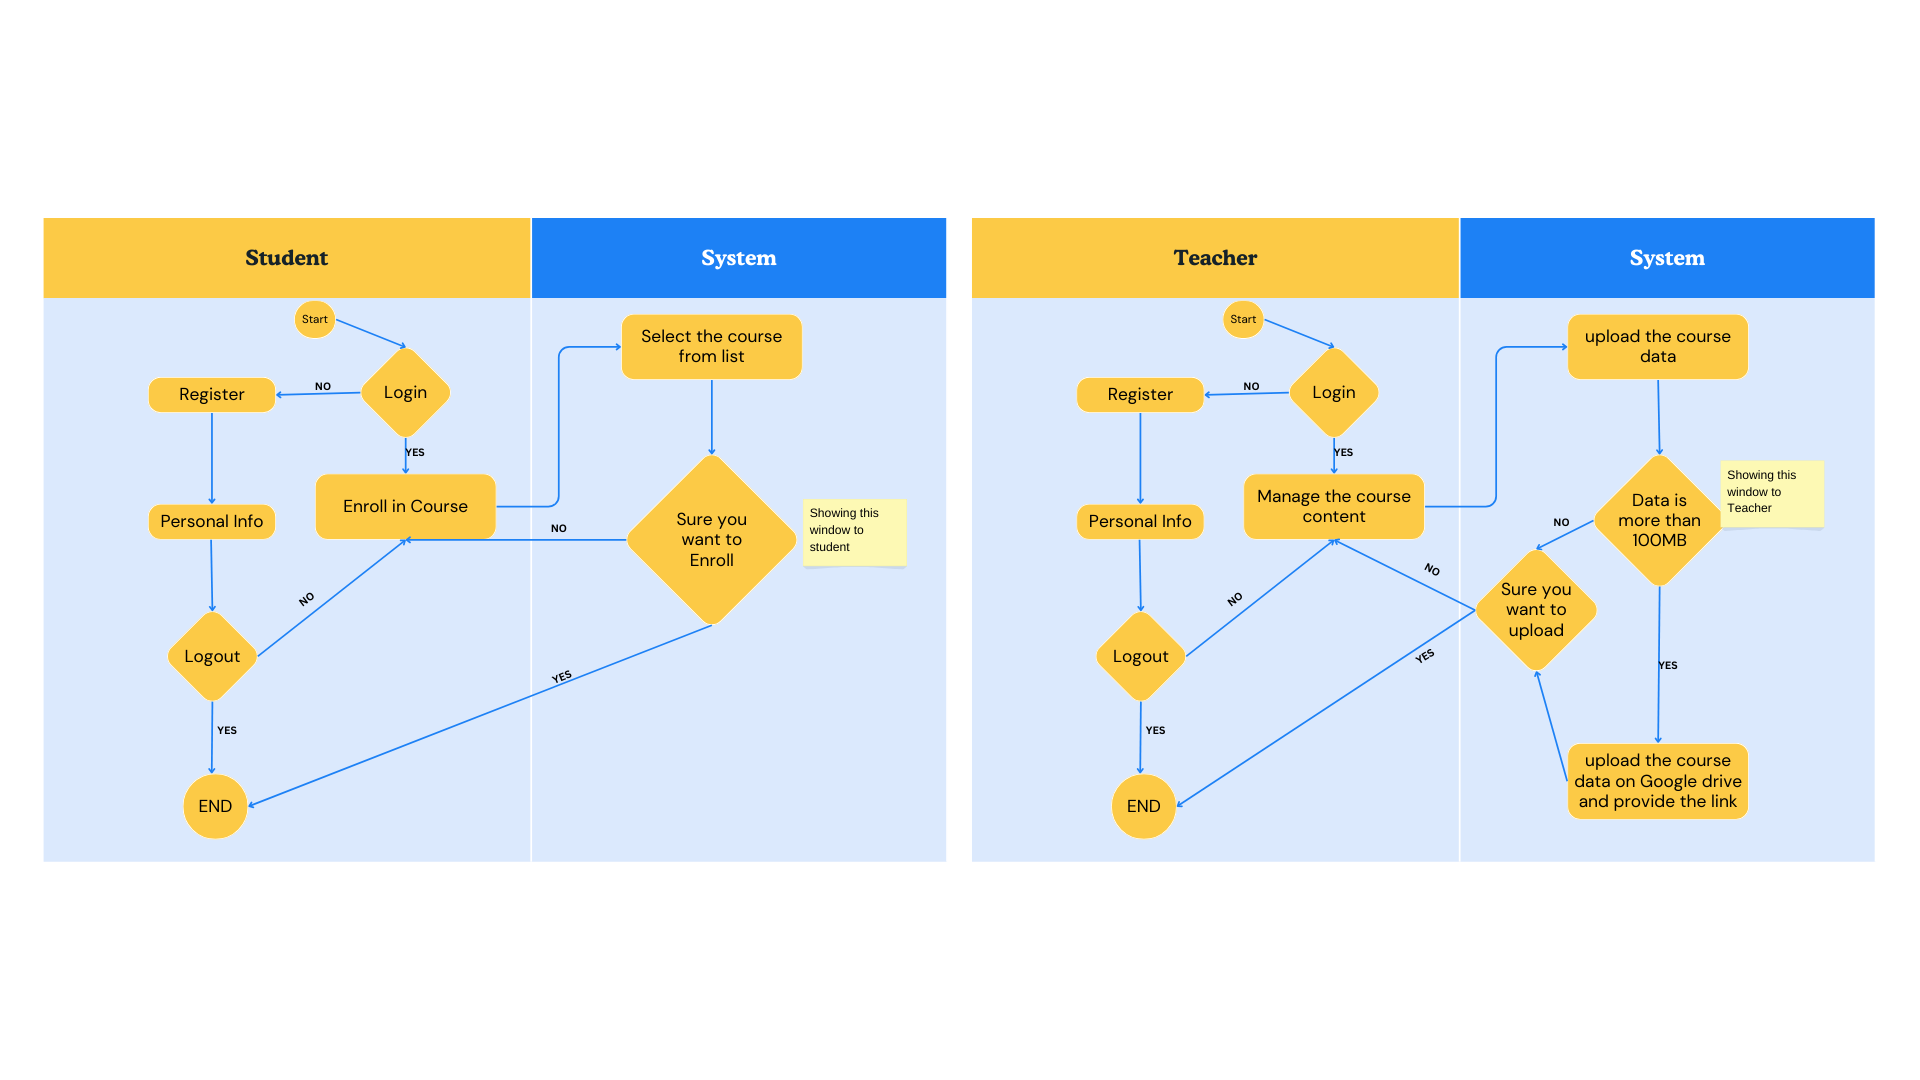 Student
System
Start
Login
NO
Register
YES
Enroll in Course
Select the course
from list
Personal Info
NO
Sure you
want to
Enroll
Showing this
window to
student
NO
Logout
YES
YES
END
Teacher
System
Start
Login
NO
Register
YES
Manage the course
content
upload the course
data
Personal Info
Data is
more than
100MB
Showing this
window to
Teacher
NO
NO
Sure you
want to
upload
NO
Logout
YES
YES
YES
upload the course
data on Google drive
and provide the link
END